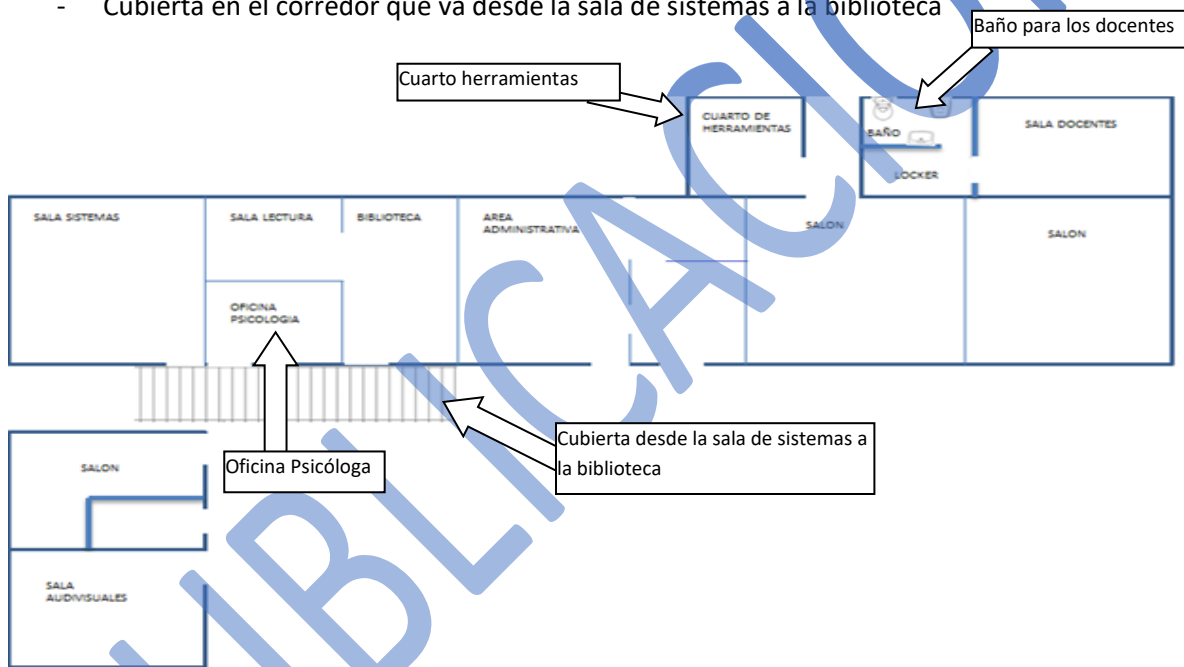 - Cubierta en el corredor que va desde la sala de sistemas a la biblioteca
Baño para los docentes
Cuarto herramientas
CUARTO DE
HERRAMIENTAS
BAÑO
SALA DOCENTES
LOCKER
SALA SISTEMAS
SALA LECTURA
BIBLIOTECA
AREA
ADMINISTRATIVA
SALON
SALON
OFICINA
PSICOLOGIA
Cubierta desde la sala de sistemas a
la biblioteca
Oficina Psicóloga
SALON
SALA
AUDIVISUALES
UBLICACIO